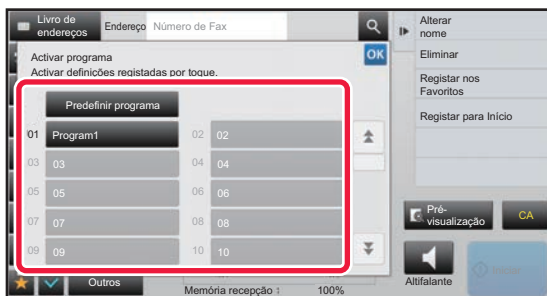 Livro de
endereços
Endereço
Número de Fax
Activar programa
OK
Activar definições registadas por toque.
Predefinir programa
01 Program1
02 02
03 03
04 04
05 05
06 06
07 07
08 08
09 09
10 10
Outros
Memória recepção :
100%
Alterar
nome
Eliminar
Registar nos
Favoritos
Registar para Início
Pré-
visualização
CA
Altifalante